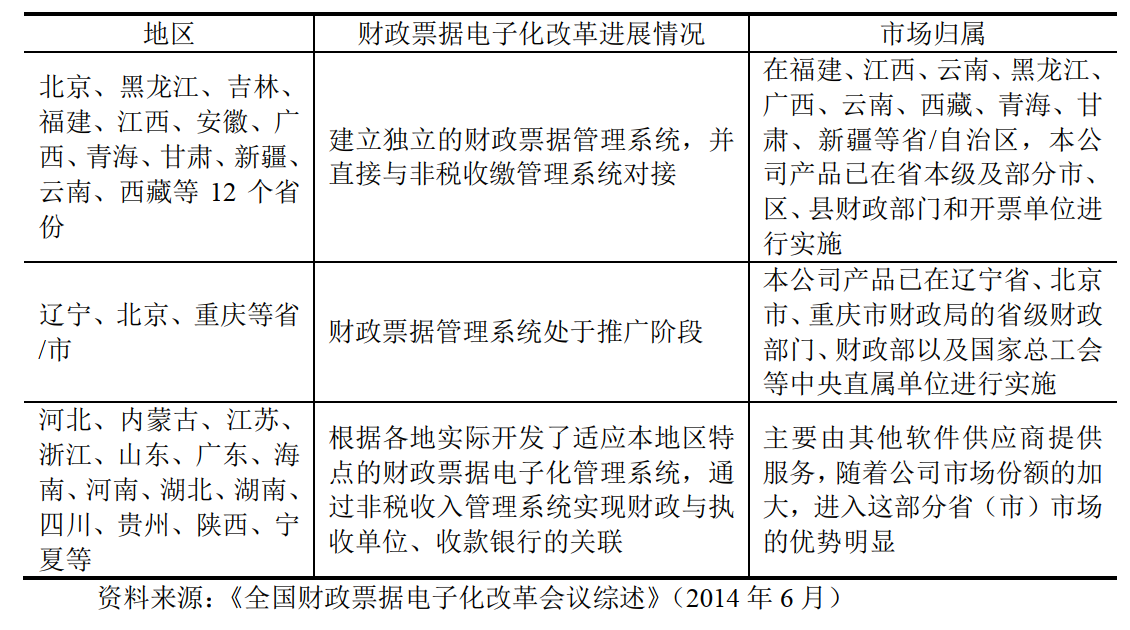 地区
财政票据电子化改革进展情况
市场归属
北京、黑龙江、吉林、
福建、江西、安徽、广
西、青海、甘肃、新疆、
云南、西藏等 12 个省
份
建立独立的财政票据管理系统，并
直接与非税收缴管理系统对接
在福建、江西、云南、黑龙江、
广西、云南、西藏、青海、甘
肃、新疆等省/自治区，本公
司产品已在省本级及部分市、
区、县财政部门和开票单位进
行实施
辽宁、北京、重庆等省
/市
财政票据管理系统处于推广阶段
本公司产品已在辽宁省、北京
市、重庆市财政局的省级财政
部门、财政部以及国家总工会
等中央直属单位进行实施
河北、内蒙古、江苏、
浙江、山东、广东、海
南、河南、湖北、湖南、
四川、贵州、陕西、宁
夏等
根据各地实际开发了适应本地区特
点的财政票据电子化管理系统，通
过非税收入管理系统实现财政与执
收单位、收款银行的关联
主要由其他软件供应商提供
服务，随着公司市场份额的加
大，进入这部分省（市）市场
的优势明显
资料来源：《全国财政票据电子化改革会议综述》（2014 年 6 月）